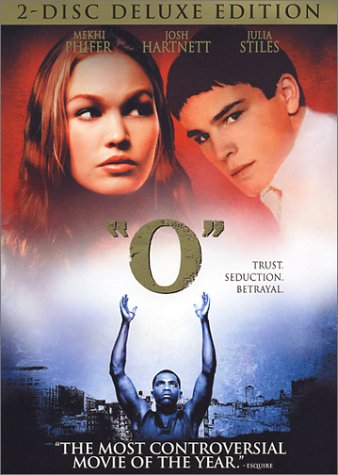 2-DISC DELUXE EDITION
MEKHI PHIFER
JOSH HARTNETT
JULIA STILES
"O"
TRUST.
SEDUCTION.
BETRAYAL.
"THE MOST CONTROVERSIAL
MOVIE OF THE YEAR." –ESQUIRE